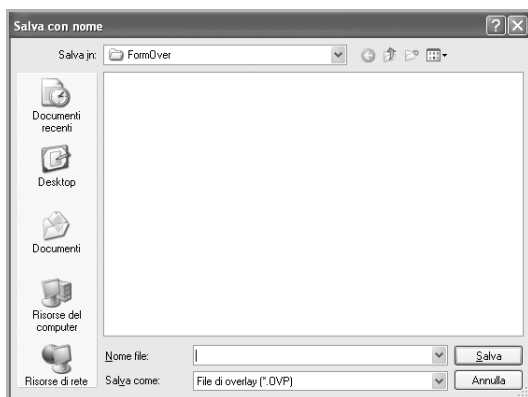 Salva con nome
Salva in:
FormOver
Documenti
recenti
Desktop
Documenti
Risorse del
computer
Risorse di rete
Nome file:
Salva
Salva come:
File di overlay (*.OVP)
Annulla